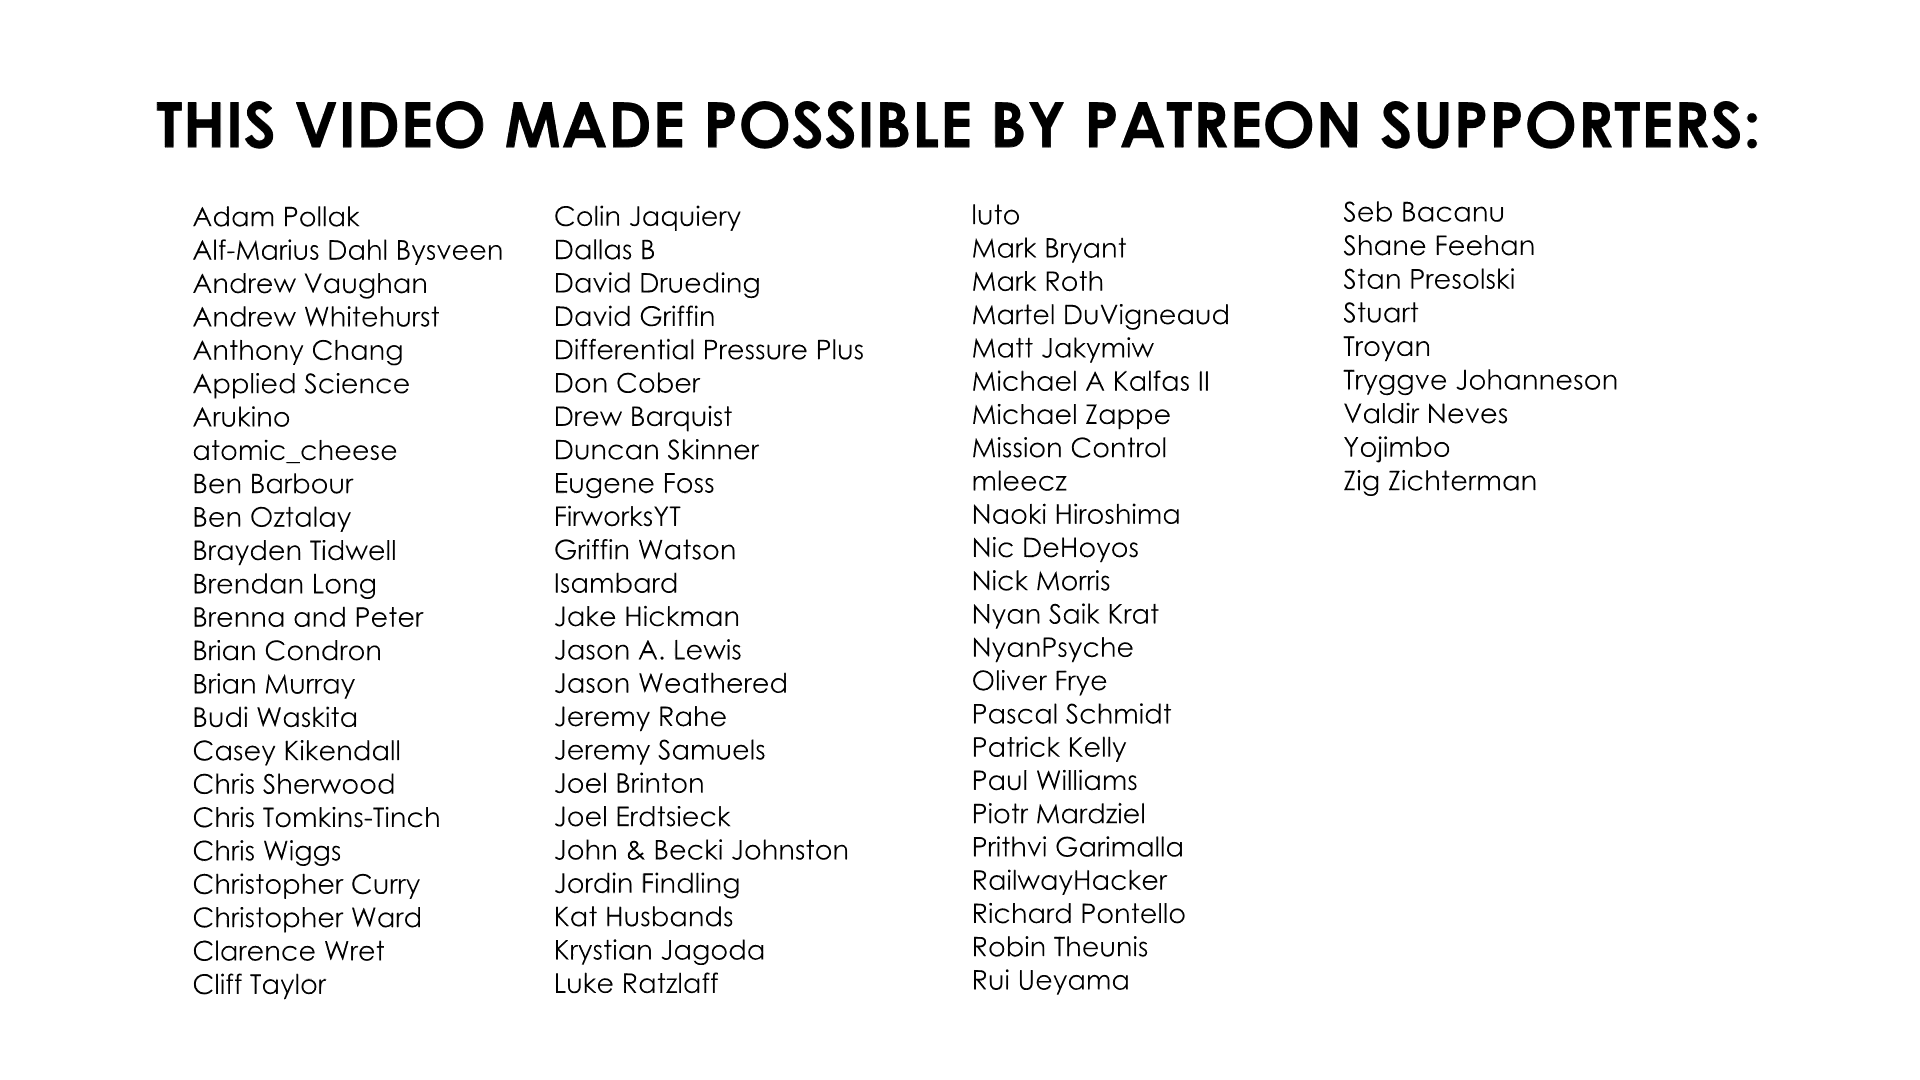 THIS VIDEO MADE POSSIBLE BY PATREON SUPPORTERS:
Adam Pollak
Alf-Marius Dahl Bysveen
Andrew Vaughan
Andrew Whitehurst
Anthony Chang
Applied Science
Arukino
atomic_cheese
Ben Barbour
Ben Oztalay
Brayden Tidwell
Brendan Long
Brenna and Peter
Brian Condron
Brian Murray
Budi Waskita
Casey Kikendall
Chris Sherwood
Chris Tomkins-Tinch
Chris Wiggs
Christopher Curry
Christopher Ward
Clarence Wret
Cliff Taylor
Colin Jaquiery
Dallas B
David Drueding
David Griffin
Differential Pressure Plus
Don Cober
Drew Barquist
Duncan Skinner
Eugene Foss
FirworksYT
Griffin Watson
Isambard
Jake Hickman
Jason A. Lewis
Jason Weathered
Jeremy Rahe
Jeremy Samuels
Joel Brinton
Joel Erdtsieck
John & Becki Johnston
Jordin Findling
Kat Husbands
Krystian Jagoda
Luke Ratzlaff
luto
Mark Bryant
Mark Roth
Martel DuVigneaud
Matt Jakymiw
Michael A Kalfas II
Michael Zappe
Mission Control
mleecz
Naoki Hiroshima
Nic DeHoyos
Nick Morris
Nyan Saik Krat
NyanPsyche
Oliver Frye
Pascal Schmidt
Patrick Kelly
Paul Williams
Piotr Mardziel
Prithvi Garimalla
RailwayHacker
Richard Pontello
Robin Theunis
Rui Ueyama
Seb Bacanu
Shane Feehan
Stan Presolski
Stuart
Troyan
Tryggve Johanneson
Valdir Neves
Yojimbo
Zig Zichterman